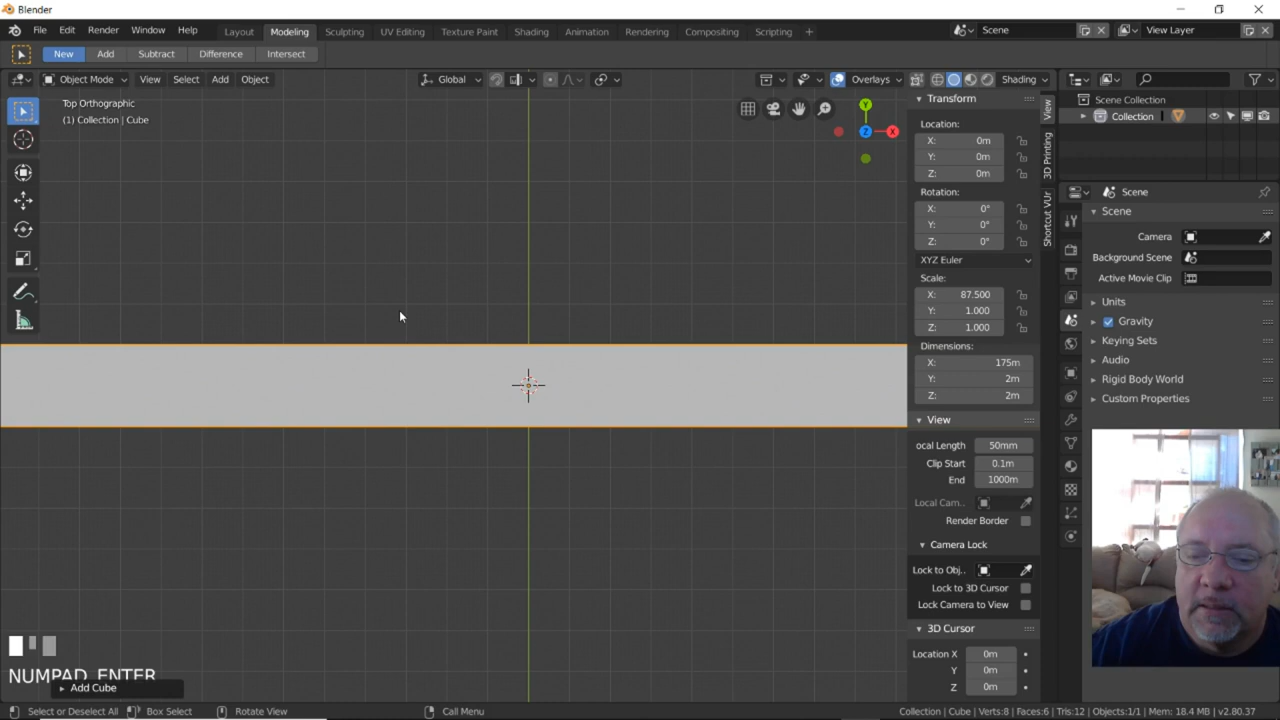 Blender
File Edit Render Window Help
Layout Modeling Sculpting UV Editing Texture Paint Shading Animation Rendering Compositing Scripting +
Scene
View Layer
New Add Subtract Difference Intersect
Object Mode View Select Add Object
Global
Overlays
Shading
Top Orthographic
(1) Collection | Cube
Y
Z
X
Transform
Location:
X: 0m
Y: 0m
Z: 0m
Rotation:
X: 0°
Y: 0°
Z: 0°
XYZ Euler
Scale:
X: 87.500
Y: 1.000
Z: 1.000
Dimensions:
X: 175m
Y: 2m
Z: 2m
View
ocal Length 50mm
Clip Start 0.1m
End 1000m
Local Cam..
Render Border
Camera Lock
Lock to Obj..
Lock to 3D Cursor
Lock Camera to View
3D Cursor
Location X 0m
Y 0m
Z 0m
View
3D Printing
Shortcut VUr
Scene Collection
Collection
Scene
Scene
Camera
Background Scene
Active Movie Clip
Units
Gravity
Keying Sets
Audio
Rigid Body World
Custom Properties
NUMPAD_ENTER
Add Cube
Select or Deselect All Box Select Rotate View Call Menu
Collection | Cube | Verts:8 | Faces:6 | Tris:12 | Objects:1/1 | Mem: 18.4 MB | v2.80.37